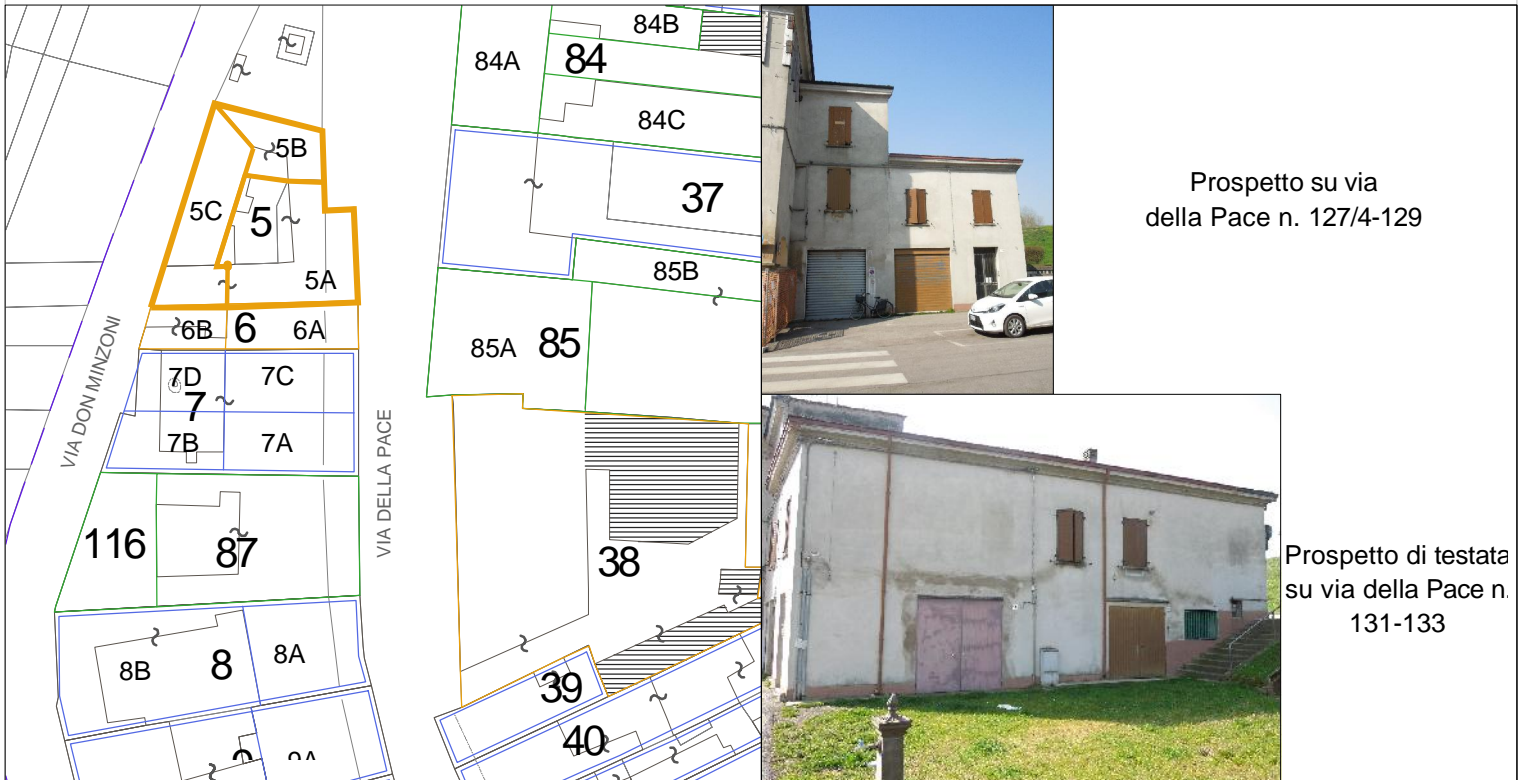 84B
84A
84
84C
5B
37
5C
5
85B
5A
6B
6
6A
85A
85
7D
7C
7
7B
7A
VIA DON MINZONI
VIA DELLA PACE
116
87
38
8B
8
8A
39
40
9A
Prospetto su via
della Pace n. 127/4-129
Prospetto di testata
su via della Pace n.
131-133